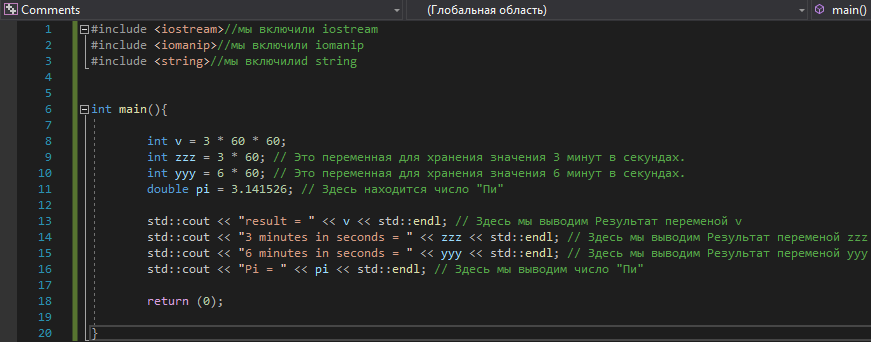 Comments (Глобальная область) main()
1 #include <iostream>//мы включили iostream
2 #include <iomanip>//мы включили iomanip
3 #include <string>//мы включилиd string
4
5
6 int main(){
7
8 int v = 3 * 60 * 60;
9 int zzz = 3 * 60; // Это переменная для хранения значения 3 минут в секундах.
10 int yyy = 6 * 60; // Это переменная для хранения значения 6 минут в секундах.
11 double pi = 3.141526; // Здесь находится число "Пи"
12
13 std::cout << "result = " << v << std::endl; // Здесь мы выводим Результат переменой v
14 std::cout << "3 minutes in seconds = " << zzz << std::endl; // Здесь мы выводим Результат переменой zzz
15 std::cout << "6 minutes in seconds = " << yyy << std::endl; // Здесь мы выводим Результат переменой yyy
16 std::cout << "Pi = " << pi << std::endl; // Здесь мы выводим число "Пи"
17
18 return (0);
19
20 }